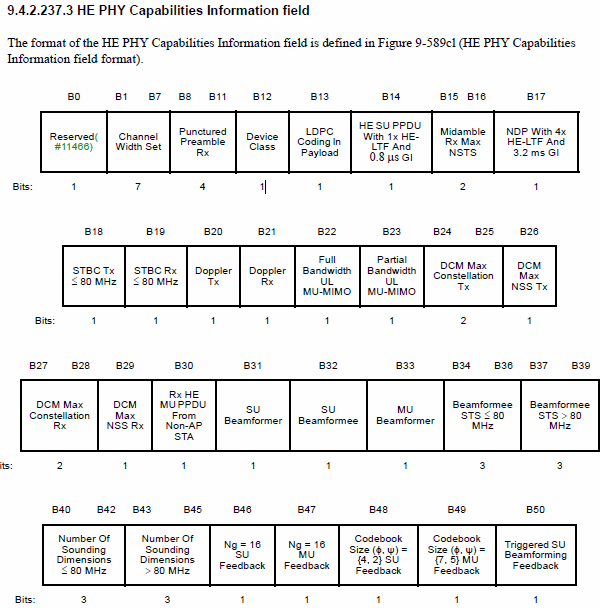 9.4.2.237.3 HE PHY Capabilities Information field
The format of the HE PHY Capabilities Information field is defined in Figure 9-589cl (HE PHY Capabilities
Information field format).
B0 B1 B7 B8 B11 B12 B13 B14 B15 B16 B17
Reserved(
#11466)
Channel
Width Set
Punctured
Preamble
Rx
Device
Class
LDPC
Coding In
Payload
HE SU PPDU
With 1x HE-
LTF And
0.8 μs GI
Midamble
Rx Max
NSTS
NDP With 4x
HE-LTF And
3.2 ms GI
Bits: 1 7 4 1 1 1 2 1
B18 B19 B20 B21 B22 B23 B24 B25 B26
STBC Tx
≤ 80 MHz
STBC Rx
≤ 80 MHz
Doppler
Tx
Doppler
Rx
Full
Bandwidth
UL
MU-MIMO
Partial
Bandwidth
UL
MU-MIMO
DCM Max
Constellation
Tx
DCM
Max
NSS Tx
Bits: 1 1 1 1 1 1 2 1
B27 B28 B29 B30 B31 B32 B33 B34 B36 B37 B39
DCM Max
Constellation
Rx
DCM
Max
NSS Rx
Rx HE
MU PPDU
From
Non-AP
STA
SU
Beamformer
SU
Beamformee
MU
Beamformer
Beamformee
STS ≤ 80
MHz
Beamformee
STS > 80
MHz
its: 2 1 1 1 1 1 3 3
B40 B42 B43 B45 B46 B47 B48 B49 B50
Number Of
Sounding
Dimensions
≤ 80 MHz
Number Of
Sounding
Dimensions
> 80 MHz
Ng = 16
SU
Feedback
Ng = 16
MU
Feedback
Codebook
Size (ϕ, ψ) =
{4, 2} SU
Feedback
Codebook
Size (ϕ, ψ) =
{7, 5} MU
Feedback
Triggered SU
Beamforming
Feedback
Bits: 3 3 1 1 1 1 1